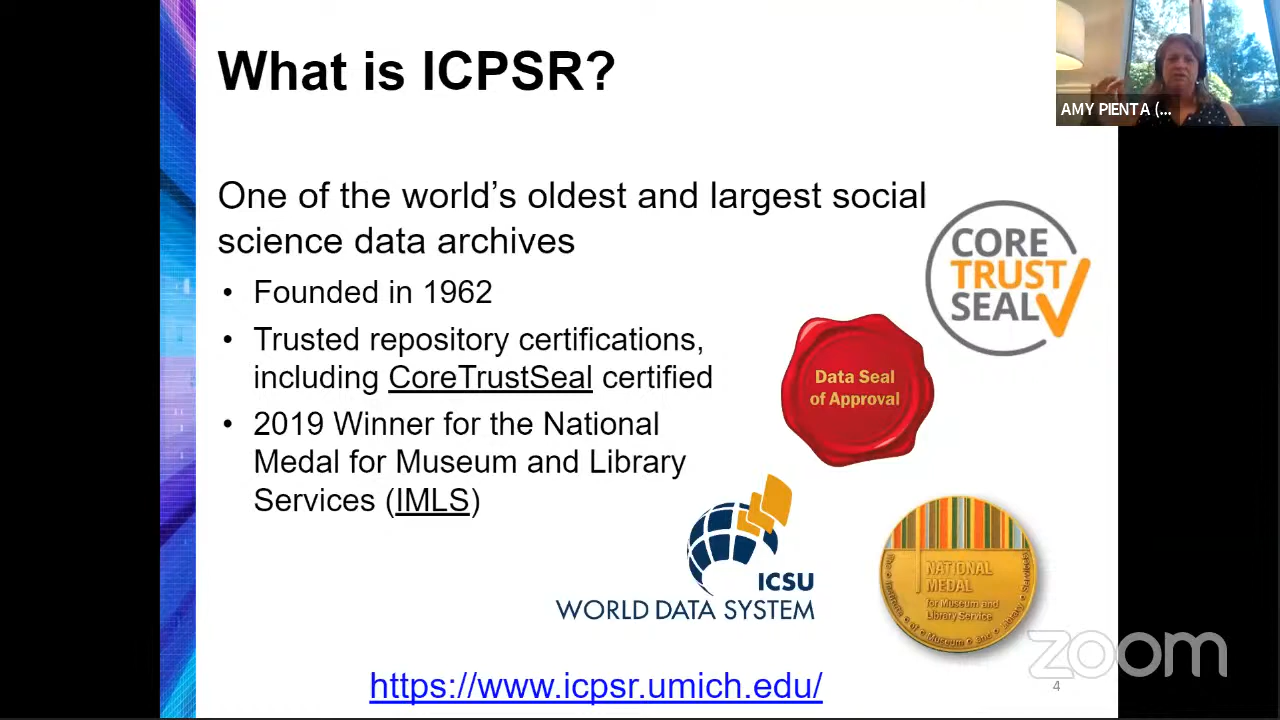 What is ICPSR?
AMY PIENTA (...
One of the world's oldest and largest social
science data archives
• Founded in 1962
• Trusted repository certifications,
including CoreTrustSeal certified
• 2019 Winner for the National
Medal for Museum and Library
Services (IMLS)
CORE
TRUST
SEAL
Data Seal
of Approval
ICSU
WORLD DATA SYSTEM
NATIONAL
MEDAL
for Museum and
Library Service
https://www.icpsr.umich.edu/
zoom
4